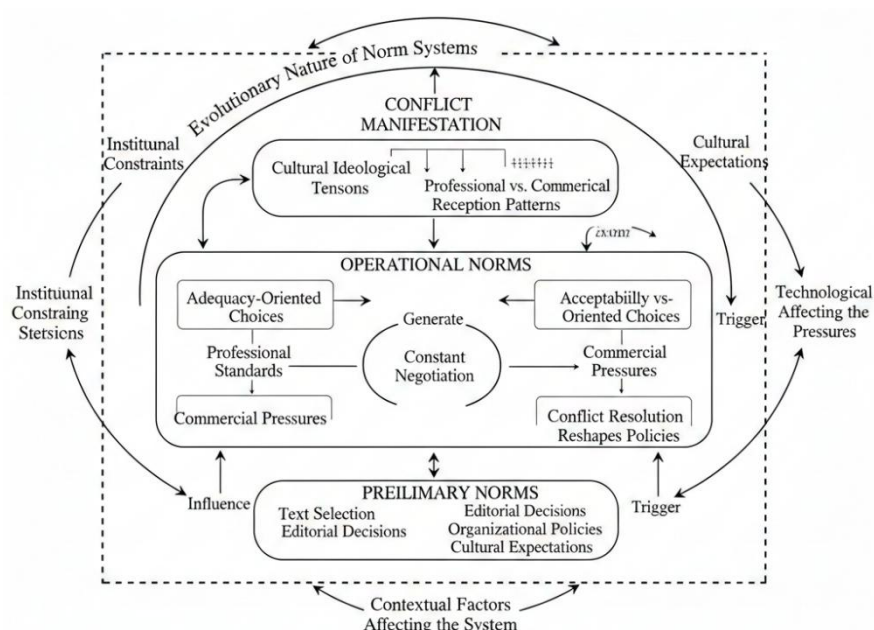 Evolutionary Nature of Norm Systems
CONFLICT
MANIFESTATION
Institunal
Constraints
Cultural
Expectations
Cultural Ideological
Tensons
Professional vs. Commerical
Reception Patterns
OPERATIONAL NORMS
Adequacy-Oriented
Choices
Acceptabiilly vs-
Oriented Choices
Generate
Professional
Standards
Constant
Negotiation
Commercial
Pressures
Commercial Pressures
Conflict Resolution
Reshapes Policies
Instituunal
Constraing
Stetsions
Trigger
Technological
Affecting the
Pressures
Influence
PREILIMARY NORMS
Text Selection
Editorial Decisions
Editorial Decisions
Organizational Policies
Cultural Expectations
Trigger
Contextual Factors
Affecting the System